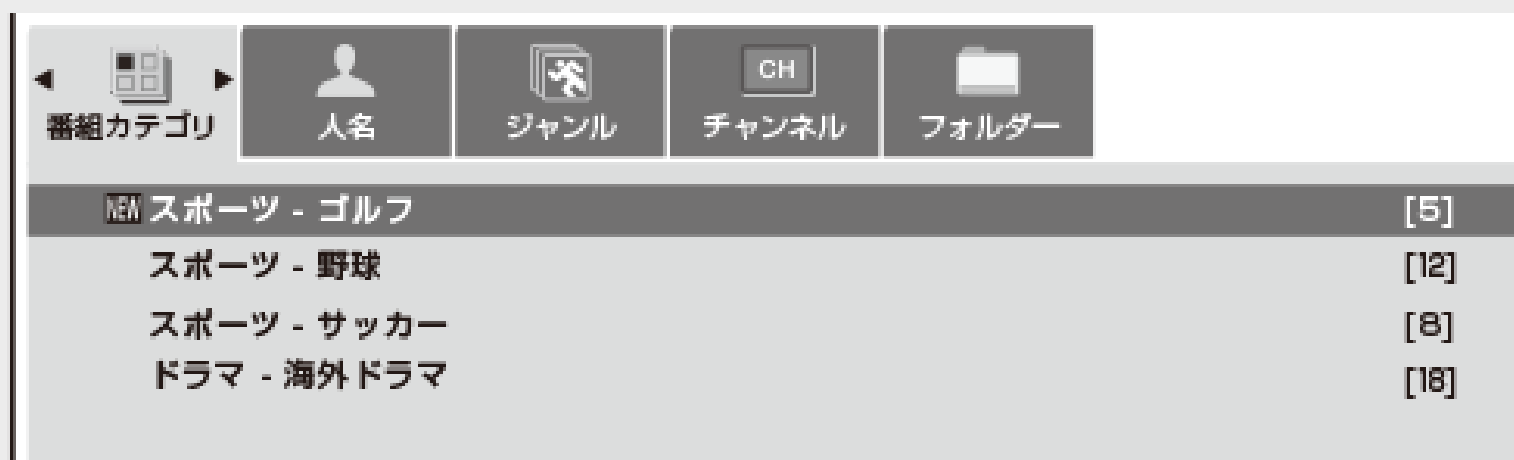 CH
番組カテゴリ 人名 ジャンル チャンネル フォルダー
NEW スポーツ - ゴルフ [5]
スポーツ - 野球 [12]
スポーツ - サッカー [8]
ドラマ - 海外ドラマ [18]